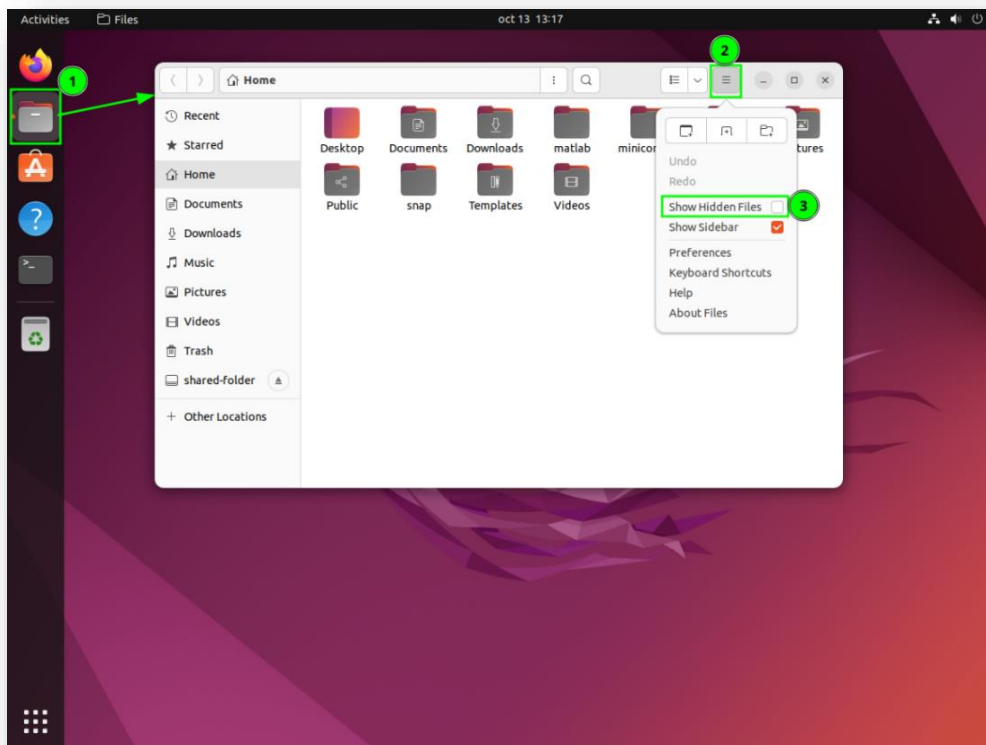 Activities Files oct 13 13:17
1
2
Home
Recent
Starred
Home
Documents
Downloads
Music
Pictures
Videos
Trash
shared-folder
+ Other Locations
Desktop Documents Downloads matlab
Public snap Templates Videos
Undo
Redo
Show Hidden Files 3
Show Sidebar
Preferences
Keyboard Shortcuts
Help
About Files